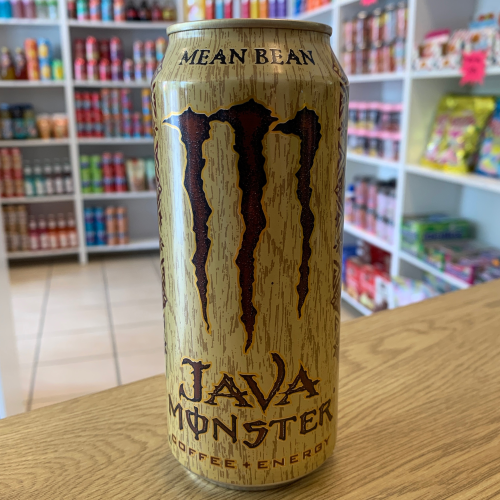 MEAN BEAN
JAVA
MONSTER
COFFEE + ENERGY